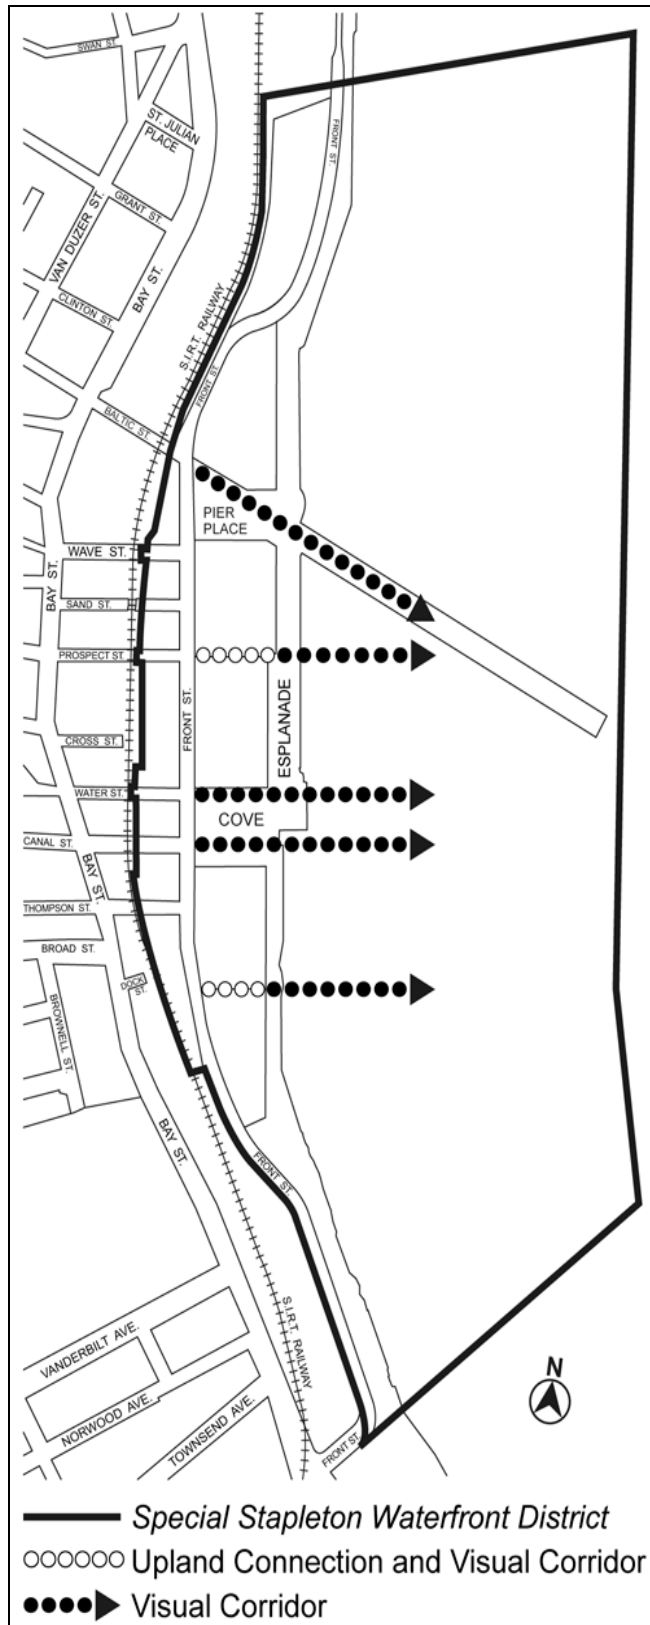 SWAN ST.
ST. JULIAN
PLACE
FRONT ST.
GRANT ST.
VAN DUZER ST.
BAY ST.
CLINTON ST.
S.I.R.T. RAILWAY
FRONT ST.
BALTIC ST.
PIER
PLACE
WAVE ST.
BAY ST.
SAND ST.
PROSPECT ST.
FRONT ST.
ESPLANADE
CROSS ST.
WATER ST.
COVE
CANAL ST.
BAY ST.
THOMPSON ST.
BROAD ST.
DOCK
ST.
BROWNELL ST.
BAY ST.
FRONT ST.
S.I.R.T. RAILWAY
VANDERBILT AVE.
NORWOOD AVE.
TOWNSEND AVE.
FRONT ST.
N
Special Stapleton Waterfront District
Upland Connection and Visual Corridor
Visual Corridor